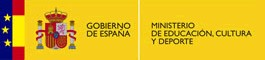 GOBIERNO
DE ESPAÑA
MINISTERIO
DE EDUCACIÓN, CULTURA
Y DEPORTE